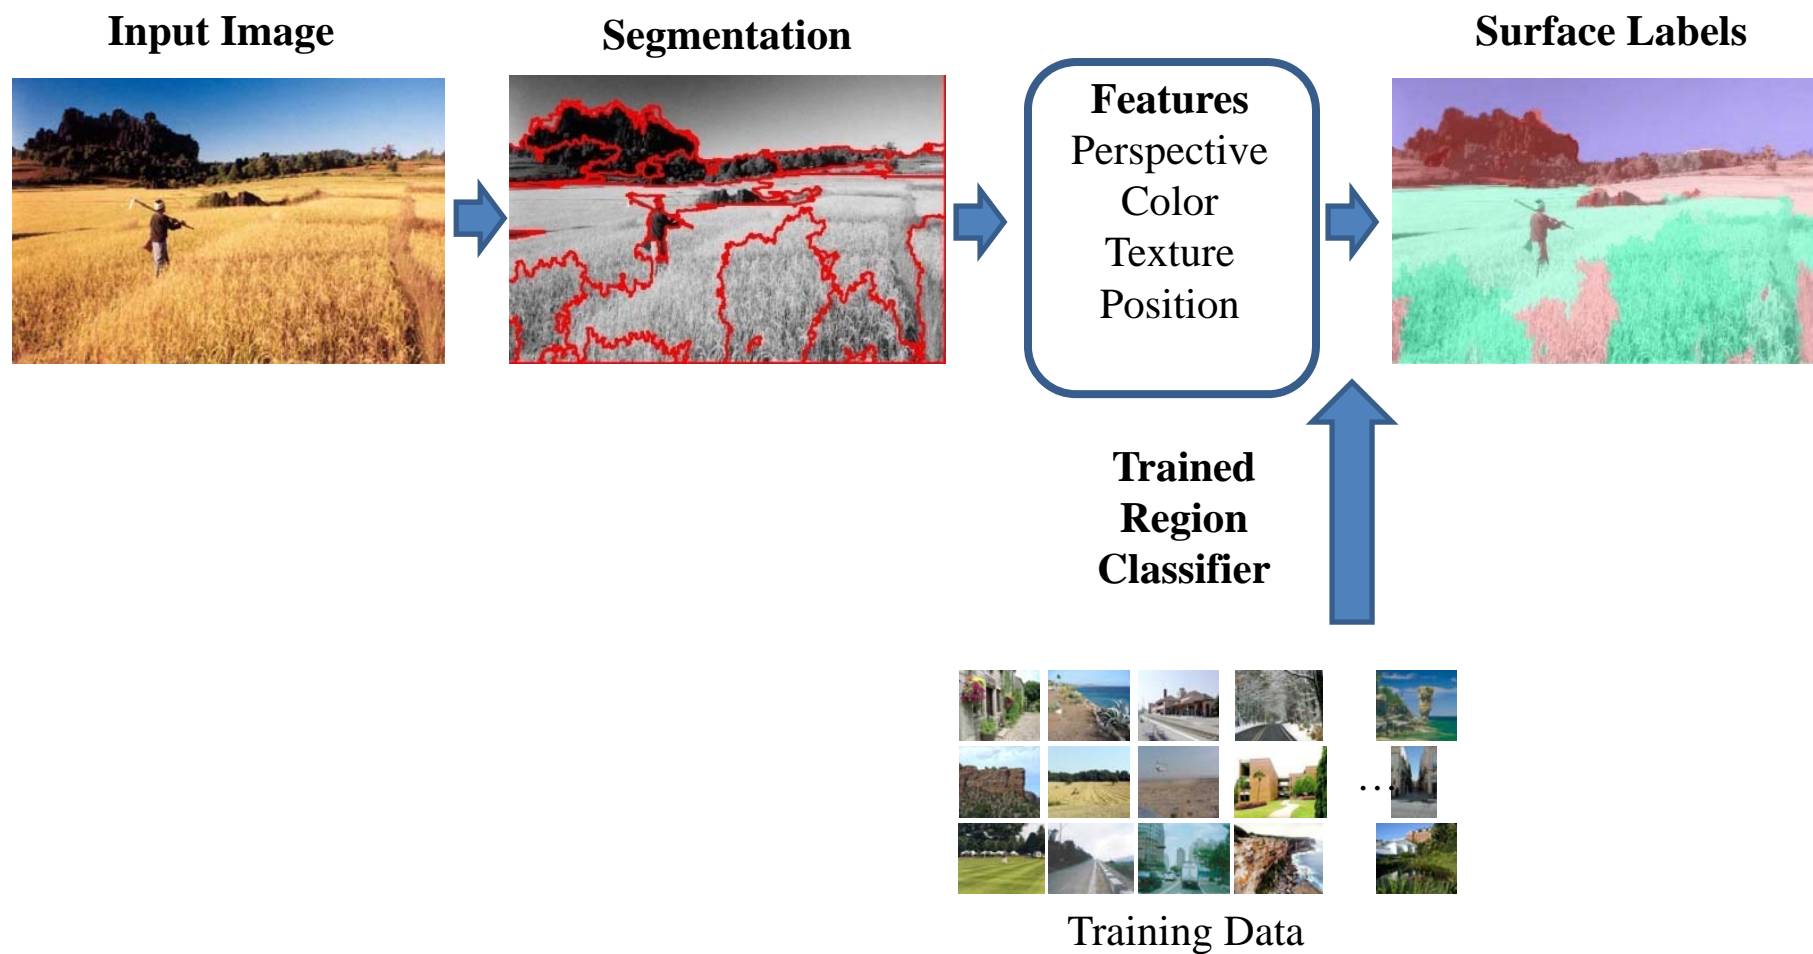 Input Image
Segmentation
Surface Labels
Features
Perspective
Color
Texture
Position
Trained
Region
Classifier
…
Training Data